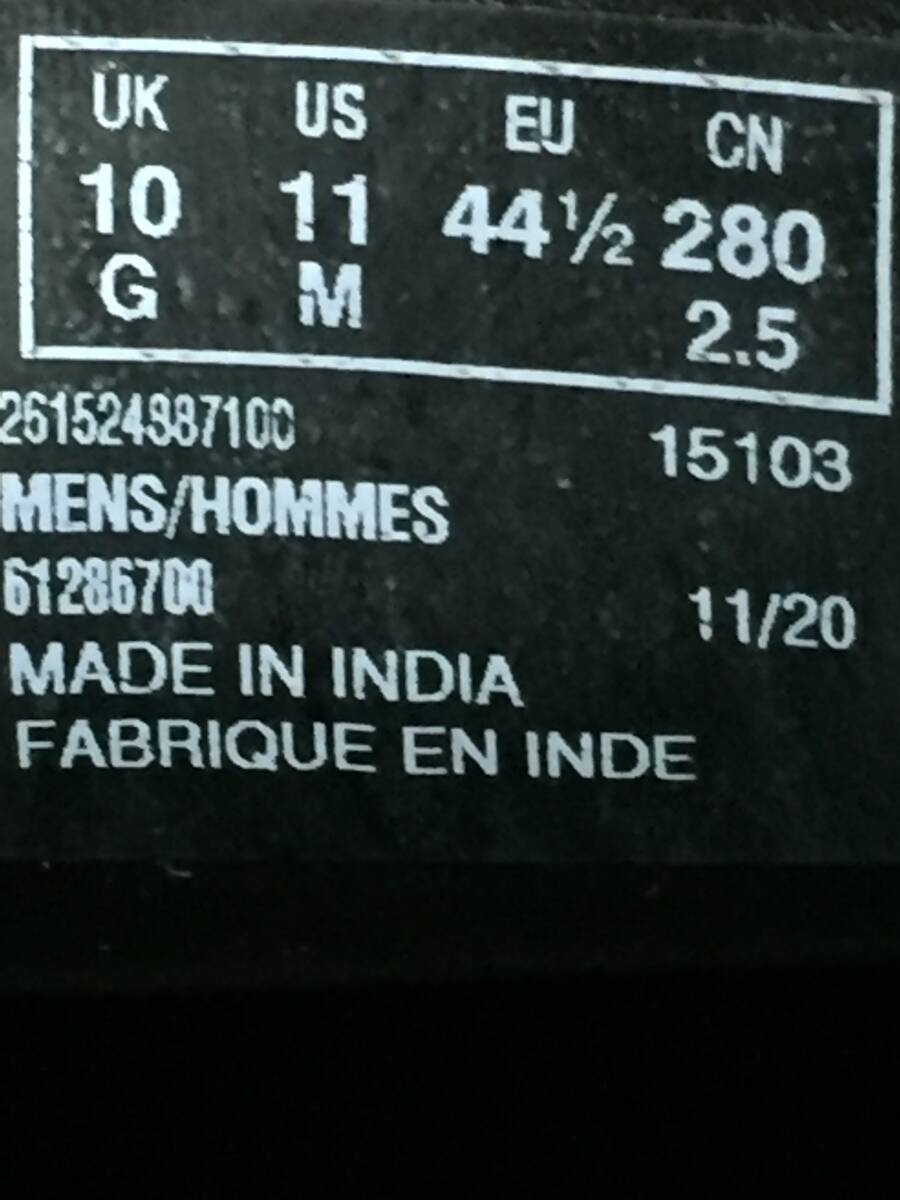 UK US EU CN
10 11 44½ 280
G M 2.5
261524987100 15103
MENS/HOMMES
61286700 11/20
MADE IN INDIA
FABRIQUE EN INDE